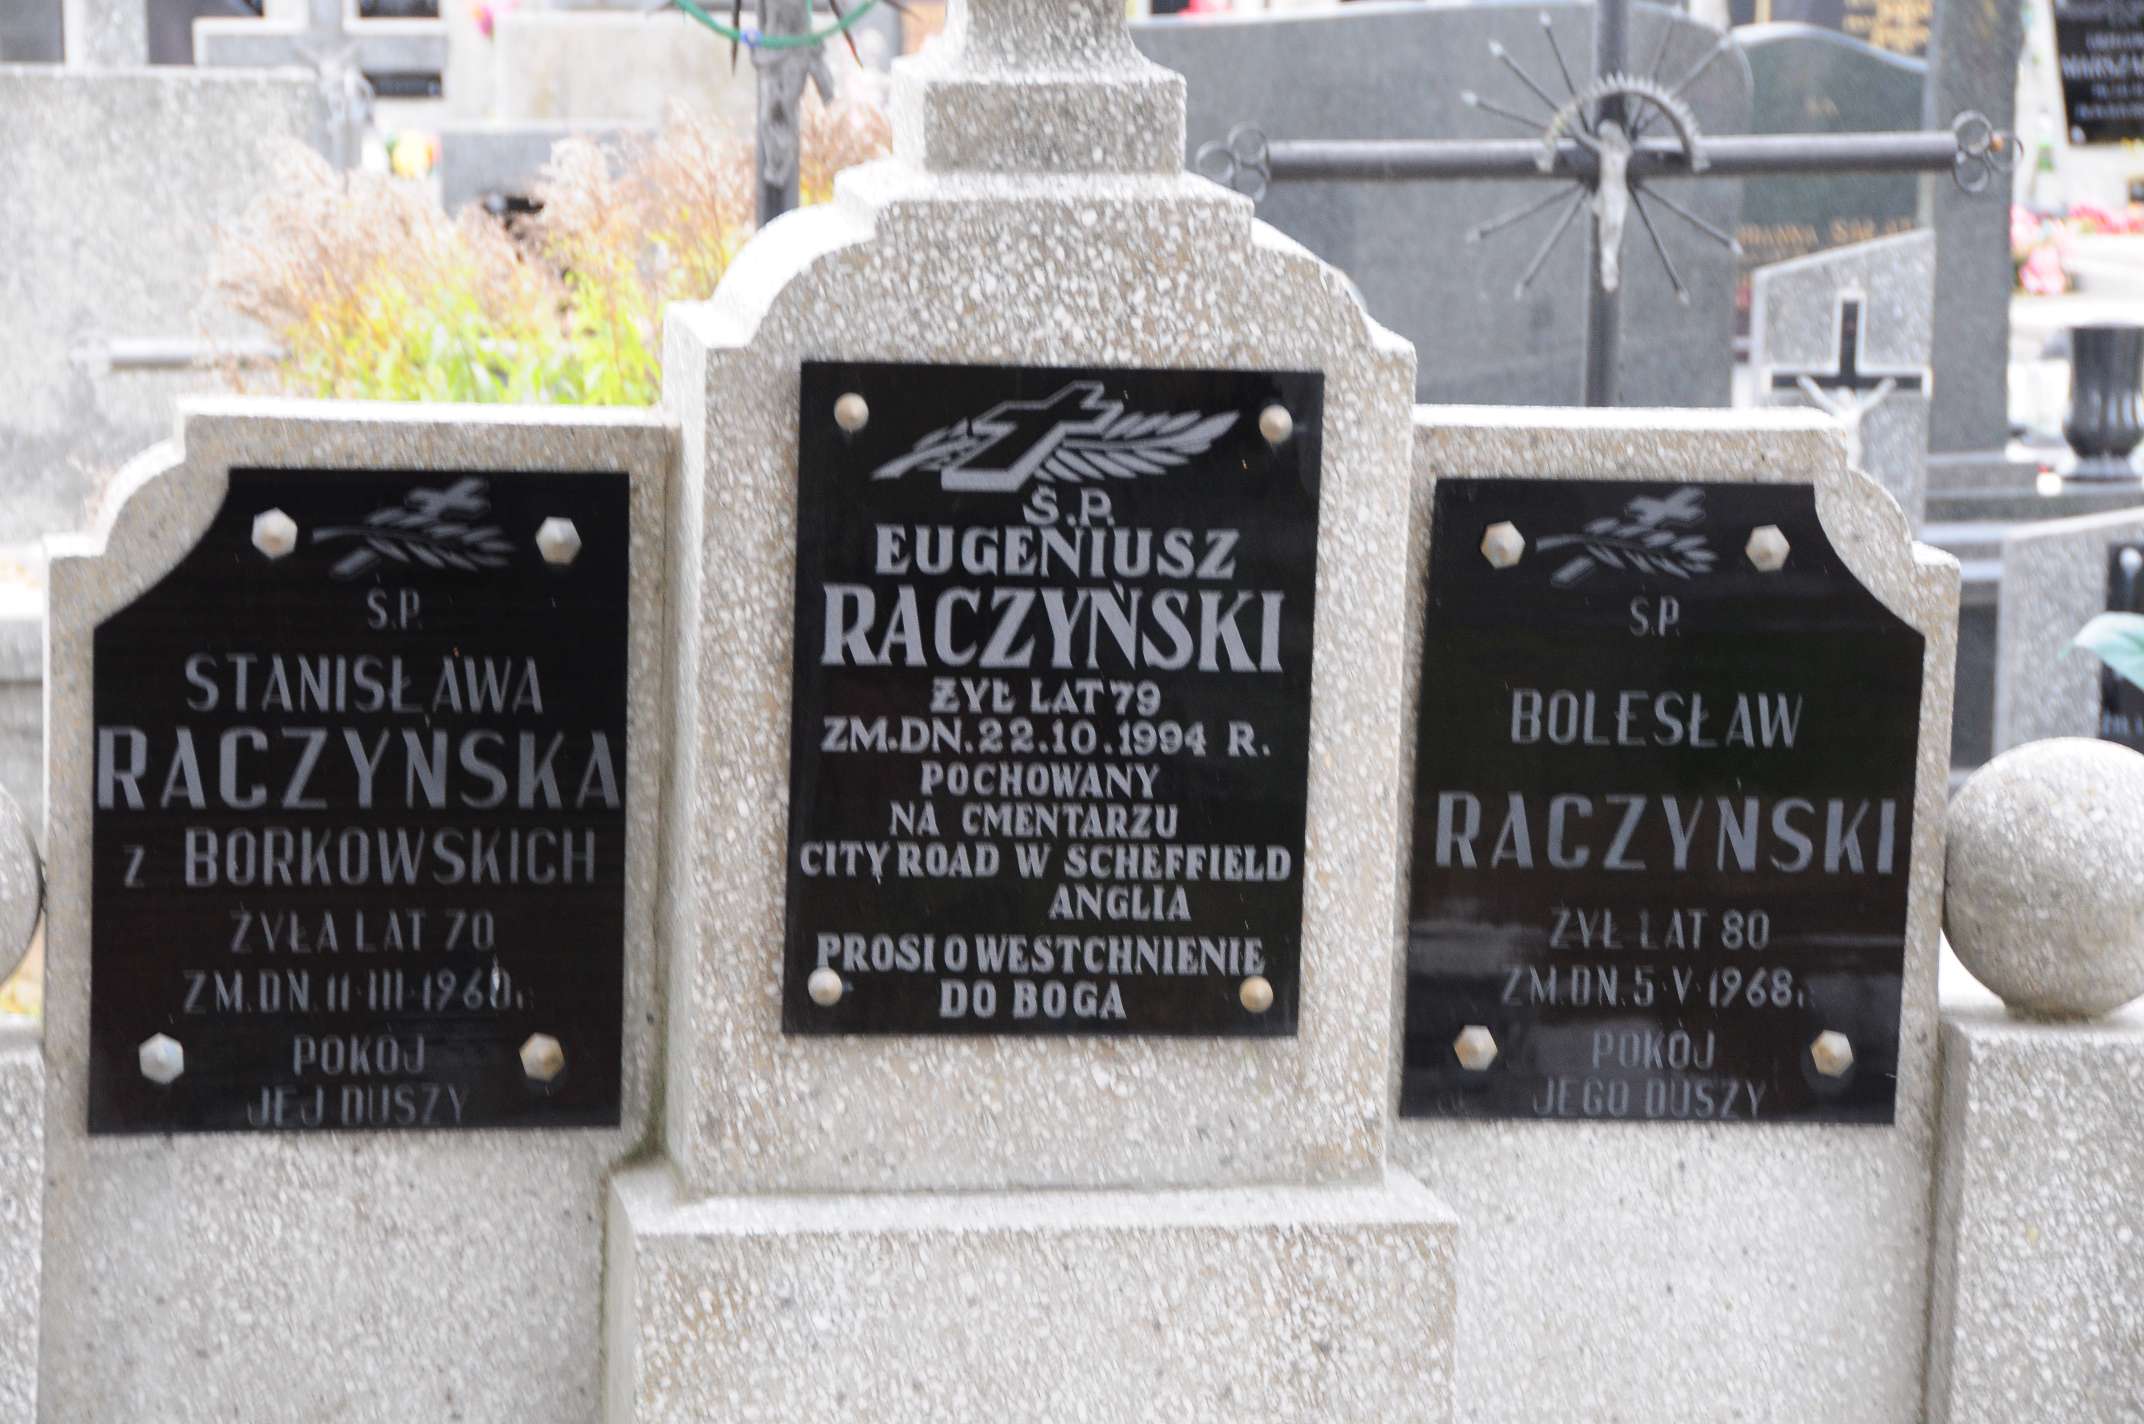 Ś.P.
STANISŁAWA
RACZYŃSKA
z BORKOWSKICH
ŻYŁA LAT 70
ZM.DN.11·III·1960r.
POKÓJ
JEJ DUSZY
Ś.P.
EUGENIUSZ
RACZYŃSKI
ŻYŁ LAT 79
ZM.DN.22.10.1994 R.
POCHOWANY
NA CMENTARZU
CITY ROAD W SCHEFFIELD
ANGLIA
PROSI O WESTCHNIENIE
DO BOGA
Ś.P.
BOLESŁAW
RACZYŃSKI
ŻYŁ LAT 80
ZM.DN.5·V·1968r.
POKÓJ
JEGO DUSZY